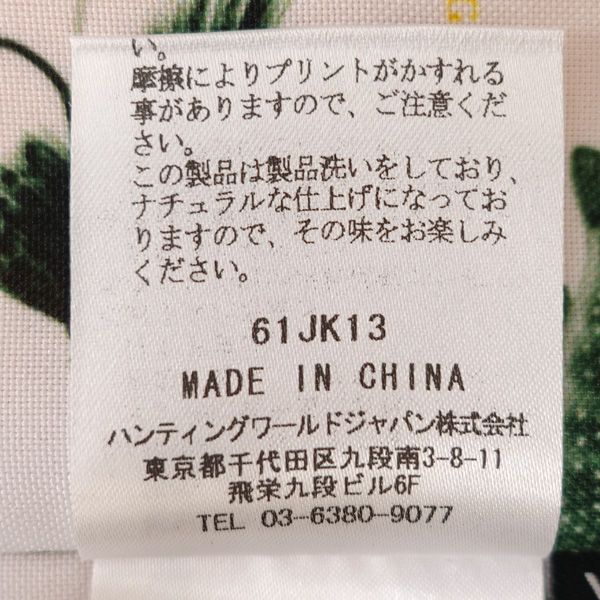 い。
摩擦によりプリントがかすれる
事がありますので、ご注意くだ
さい。
この製品は製品洗いをしており、
ナチュラルな仕上げになってお
りますので、その味をお楽しみ
ください。
61JK13
MADE IN CHINA
ハンティングワールドジャパン株式会社
東京都千代田区九段南3-8-11
飛栄九段ビル6F
TEL 03-6380-9077